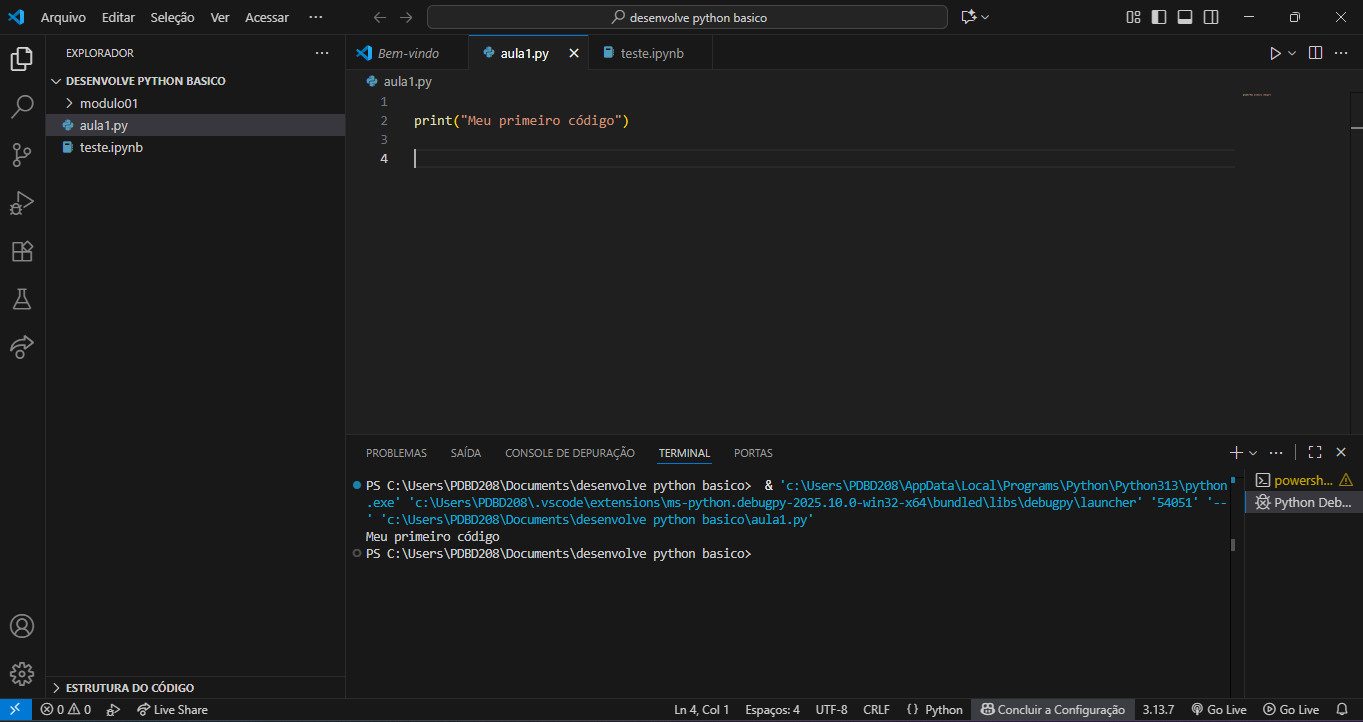 Arquivo Editar Seleção Ver Acessar ··· desenvolve python basico
EXPLORADOR ···
DESENVOLVE PYTHON BASICO
modulo01
aula1.py
teste.ipynb
ESTRUTURA DO CÓDIGO
Bem-vindo aula1.py teste.ipynb
aula1.py
1
2 print("Meu primeiro código")
3
4
PROBLEMAS SAÍDA CONSOLE DE DEPURAÇÃO TERMINAL PORTAS
PS C:\Users\PDBD208\Documents\desenvolve python basico> & 'c:\Users\PDBD208\AppData\Local\Programs\Python\Python313\python
.exe' 'c:\Users\PDBD208\.vscode\extensions\ms-python.debugpy-2025.10.0-win32-x64\bundled\libs\debugpy\launcher' '54051' '--
' 'c:\Users\PDBD208\Documents\desenvolve python basico\aula1.py'
Meu primeiro código
PS C:\Users\PDBD208\Documents\desenvolve python basico>
powersh...
Python Deb...
0 0 Live Share Ln 4, Col 1 Espaços: 4 UTF-8 CRLF {} Python Concluir a Configuração 3.13.7 Go Live Go Live